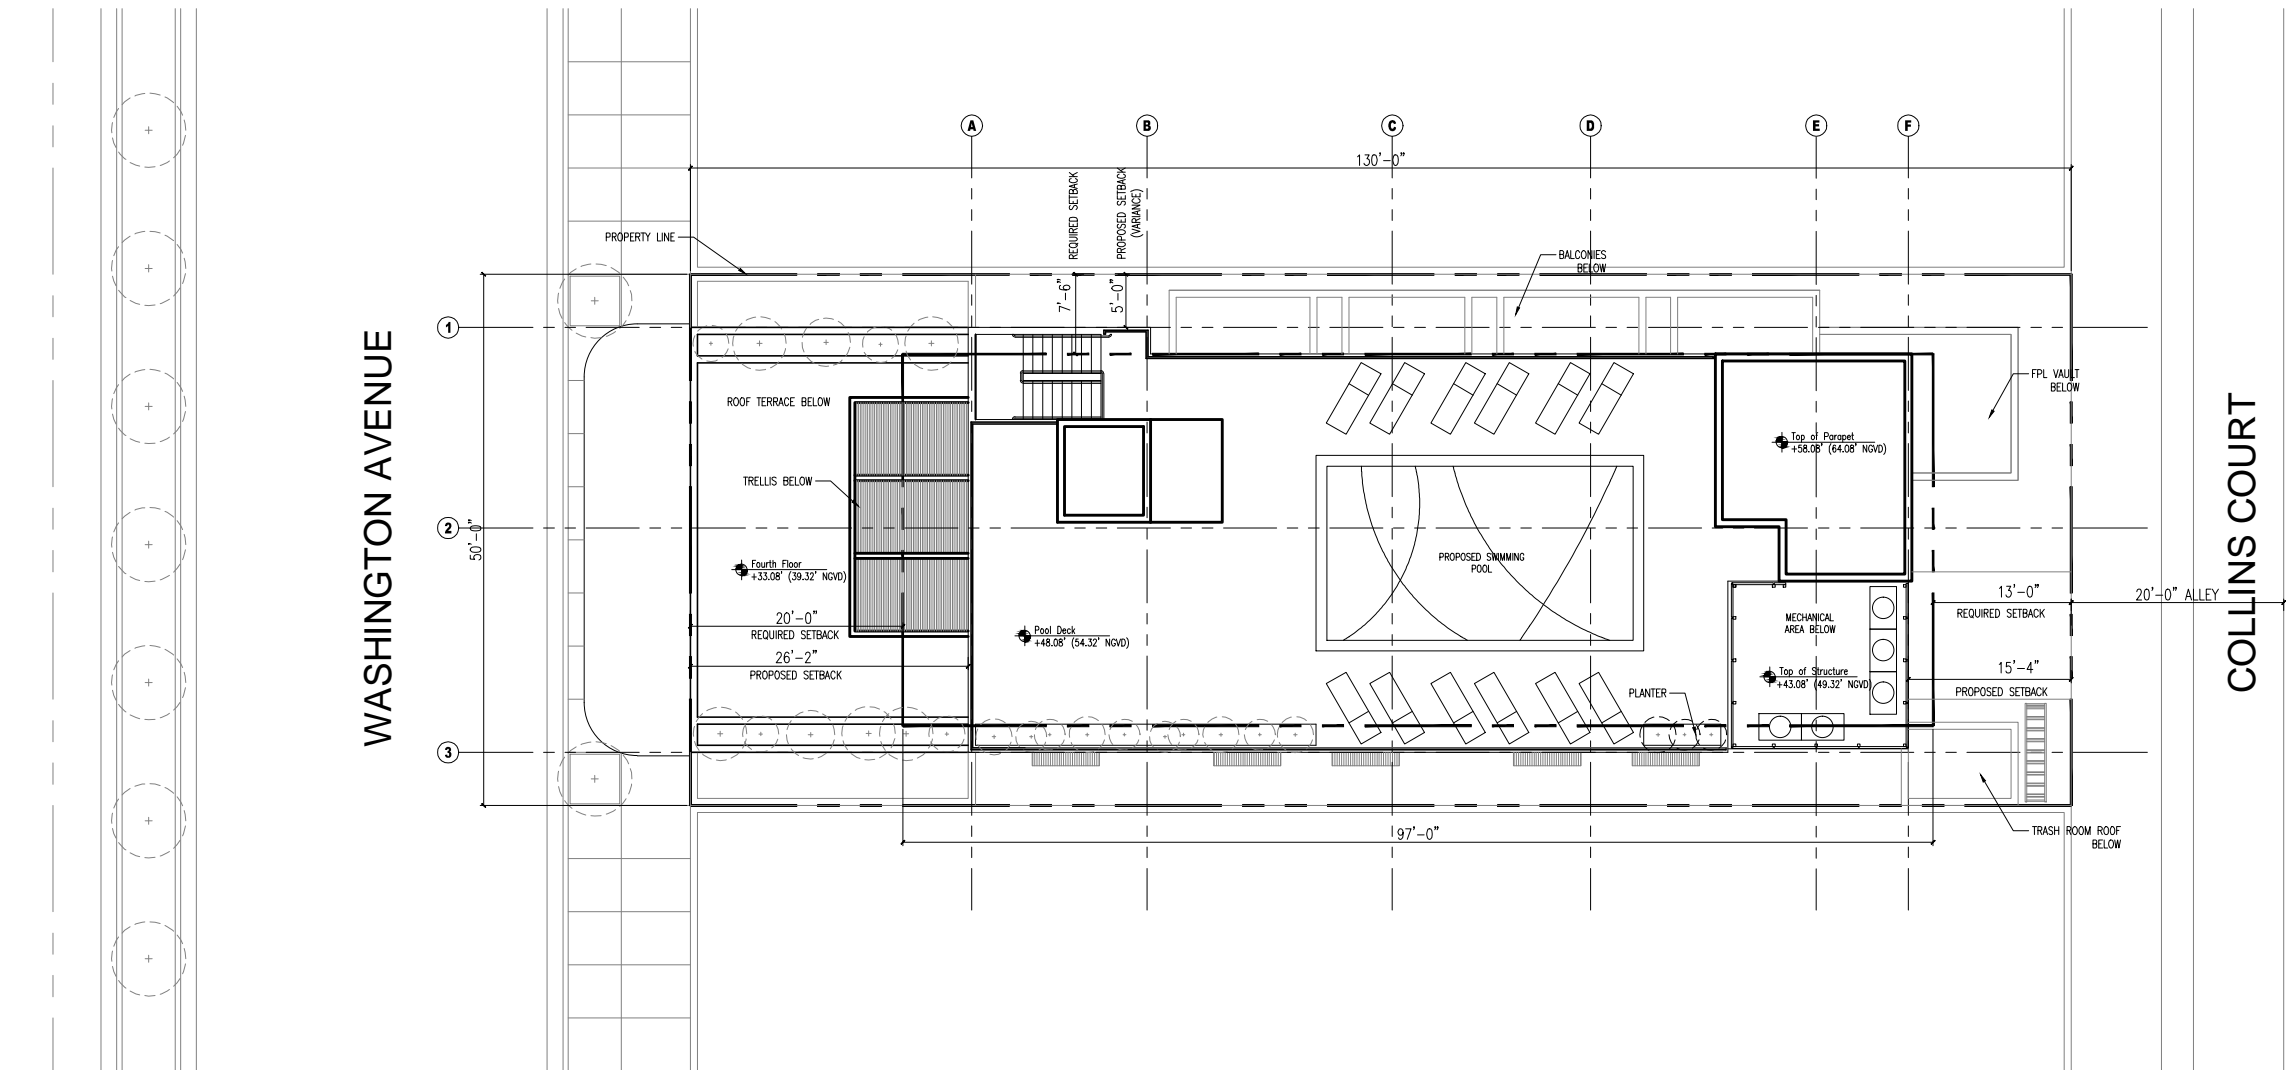 A
B
C
D
E
F
130'-0"
REQUIRED SETBACK
PROPOSED SETBACK
(VARIANCE)
PROPERTY LINE
BALCONIES
BELOW
7'-6"
5'-0"
1
WASHINGTON AVENUE
FPL VAULT
BELOW
ROOF TERRACE BELOW
COLLINS COURT
Top of Parapet
+58.08' (64.08' NGVD)
TRELLIS BELOW
2
50'-0"
PROPOSED SWIMMING
POOL
Fourth Floor
+33.08' (39.32' NGVD)
13'-0"
REQUIRED SETBACK
20'-0" ALLEY
20'-0"
REQUIRED SETBACK
MECHANICAL
AREA BELOW
Pool Deck
+48.08' (54.32' NGVD)
26'-2"
PROPOSED SETBACK
Top of Structure
+43.08' (49.32' NGVD)
15'-4"
PROPOSED SETBACK
PLANTER
3
97'-0"
TRASH ROOM ROOF
BELOW